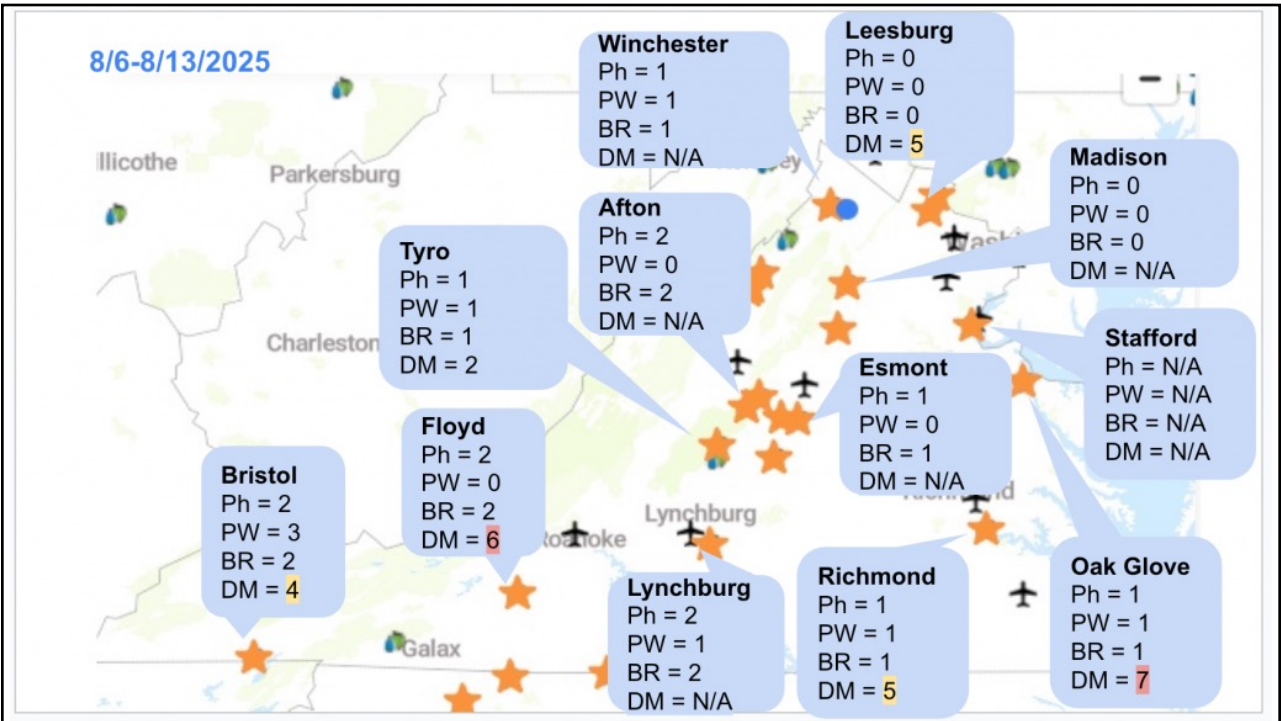 8/6-8/13/2025
Winchester
Ph = 1
PW = 1
BR = 1
DM = N/A
Leesburg
Ph = 0
PW = 0
BR = 0
DM = 5
Madison
Ph = 0
PW = 0
BR = 0
DM = N/A
Afton
Ph = 2
PW = 0
BR = 2
DM = N/A
Tyro
Ph = 1
PW = 1
BR = 1
DM = 2
Stafford
Ph = N/A
PW = N/A
BR = N/A
DM = N/A
Esmont
Ph = 1
PW = 0
BR = 1
DM = N/A
Floyd
Ph = 2
PW = 0
BR = 2
DM = 6
Bristol
Ph = 2
PW = 3
BR = 2
DM = 4
Lynchburg
Ph = 2
PW = 1
BR = 2
DM = N/A
Richmond
Ph = 1
PW = 1
BR = 1
DM = 5
Oak Glove
Ph = 1
PW = 1
BR = 1
DM = 7
llicothe
Parkersburg
Charleston
Washi
Lynchburg
Roanoke
Galax